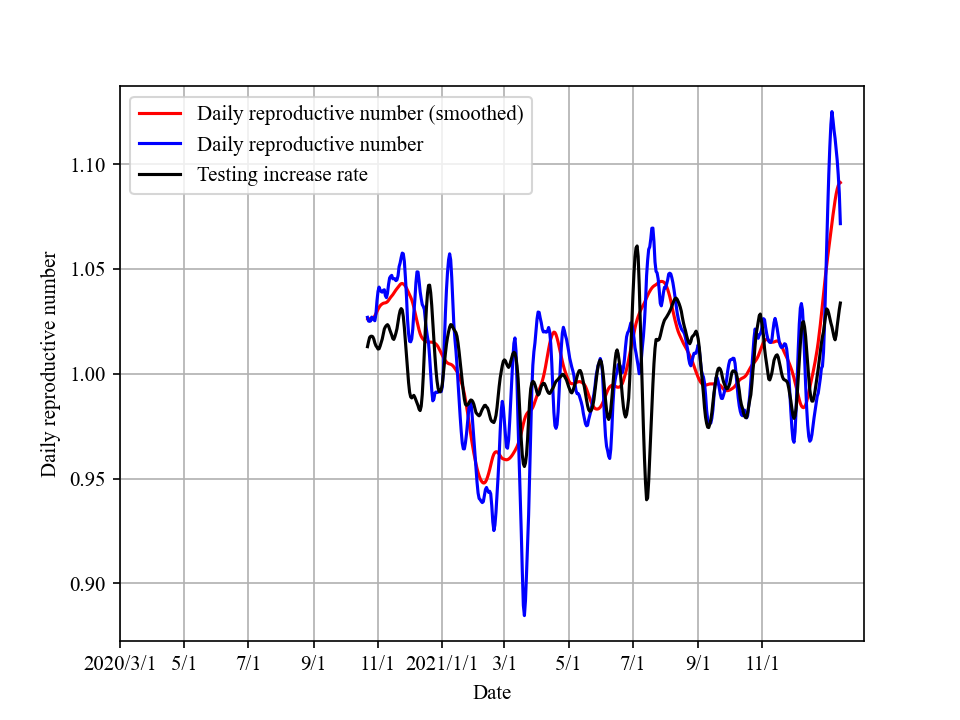 Daily reproductive number (smoothed)
Daily reproductive number
Testing increase rate
1.10
1.05
1.00
0.95
0.90
Daily reproductive number
2020/3/1 5/1 7/1 9/1 11/1 2021/1/1 3/1 5/1 7/1 9/1 11/1
Date